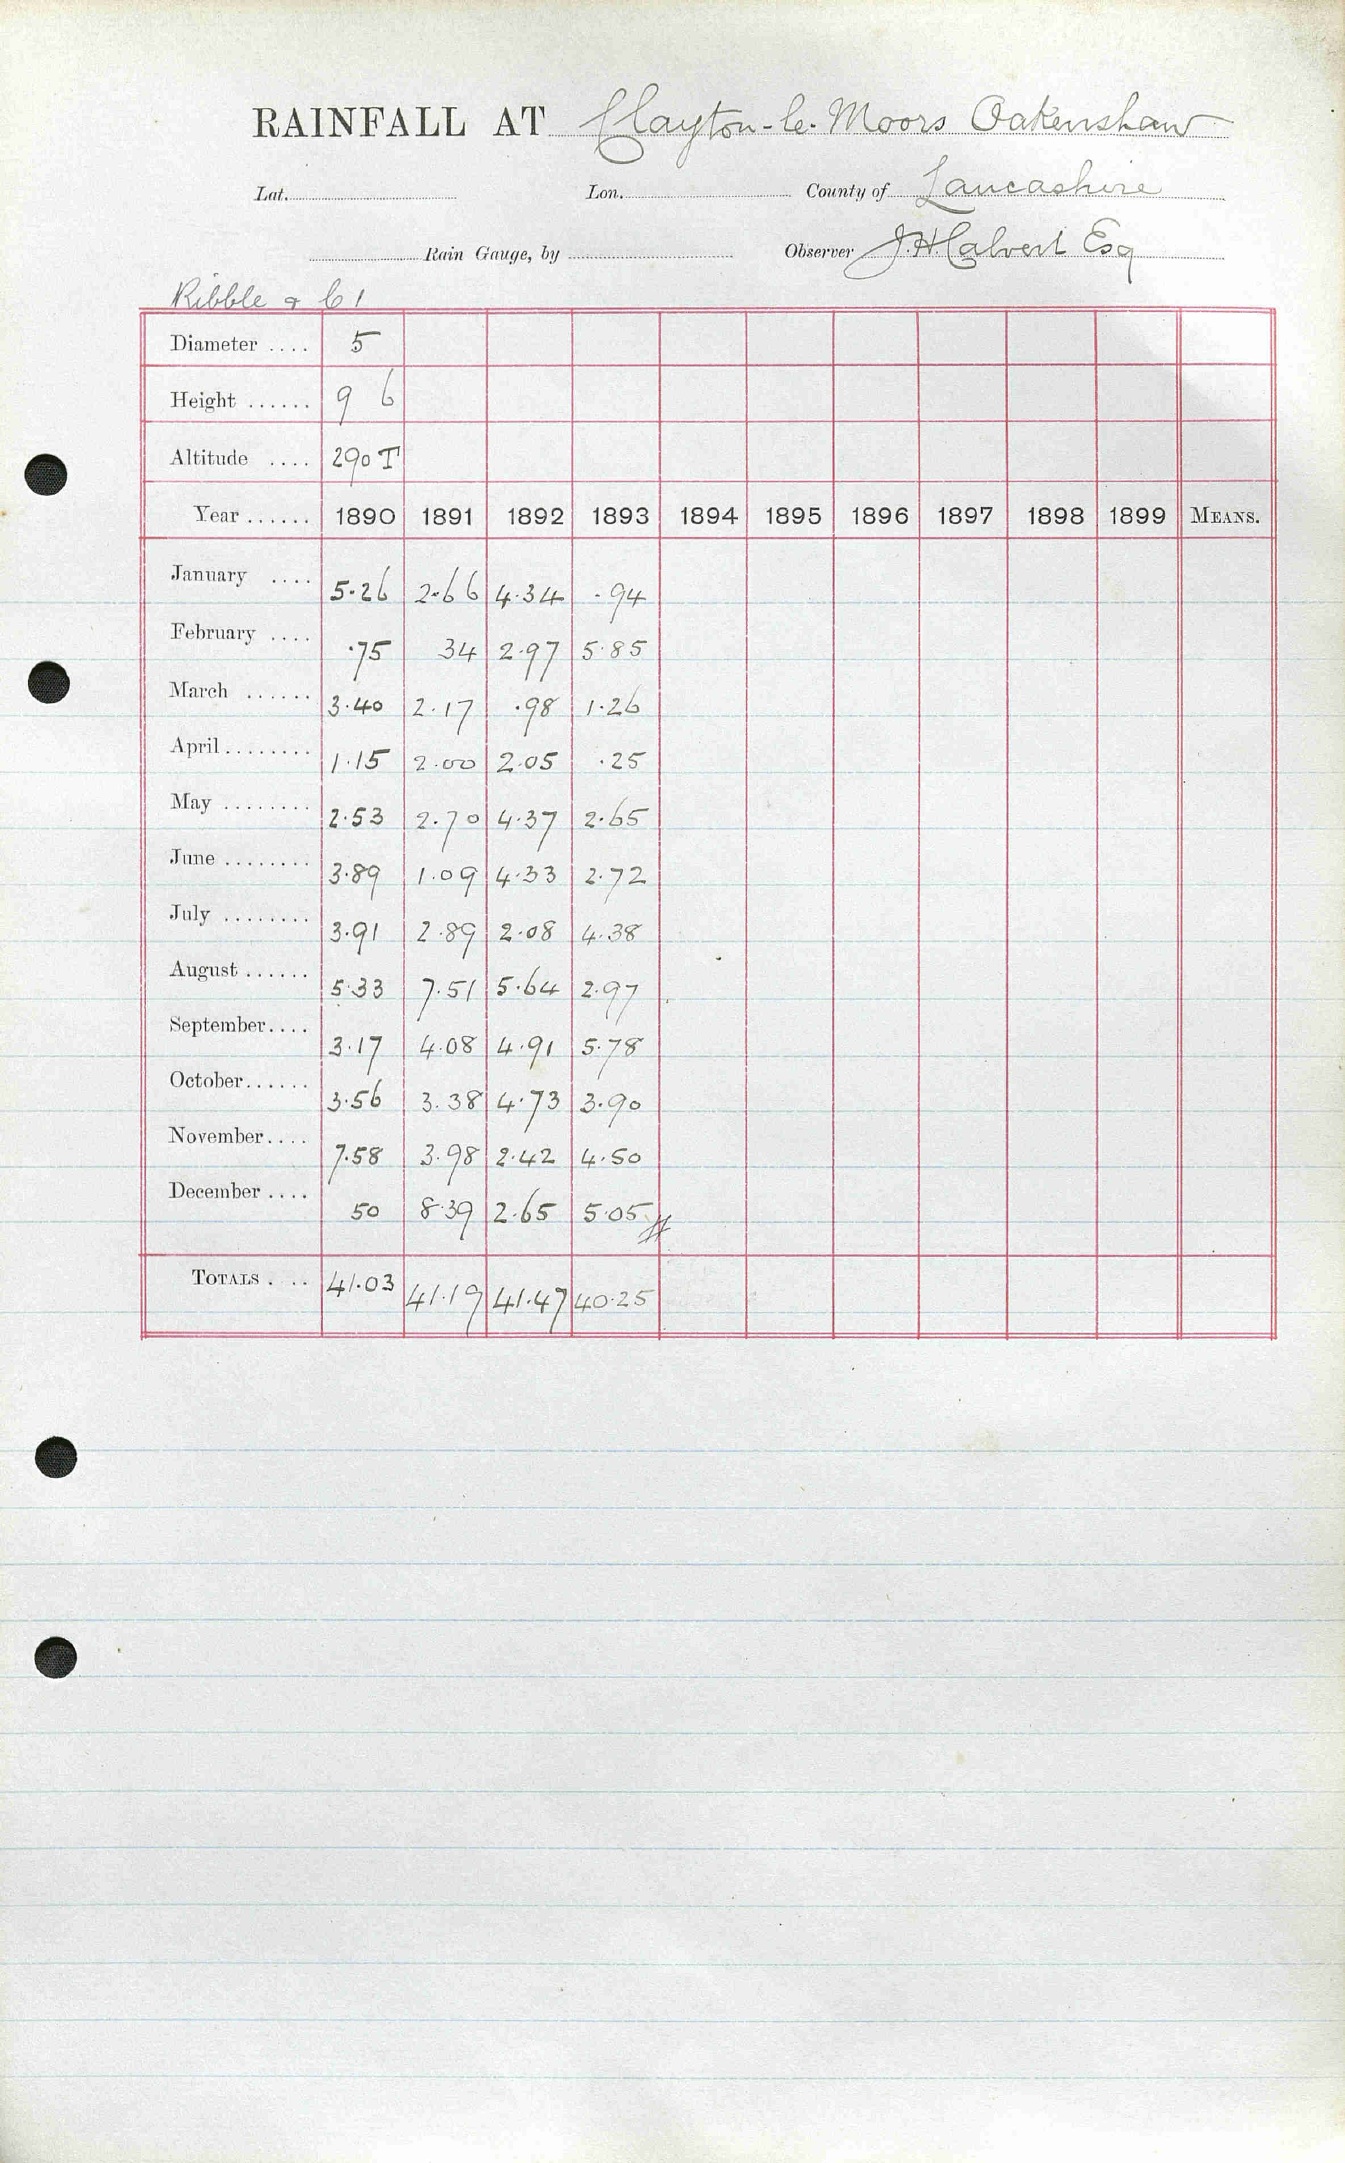 RAINFALL AT Clayton-le-Moors Oakenshaw
Lat. Lon. County of Lancashire
Rain Gauge, by Observer J.H. Calvert Esq
Ribble &
Diameter .... 5
Height ...... 9 6
Altitude .... 290 T
Year ...... 1890 1891 1892 1893 1894 1895 1896 1897 1898 1899 MEANS.
January .... 5.26 2.66 4.34 .94
February .... .75 34 2.97 5.85
March ...... 3.40 2.17 .98 1.26
April ........ 1.15 2.00 2.05 .25
May ........ 2.53 2.70 4.37 2.65
June ........ 3.89 1.09 4.33 2.72
July ........ 3.91 2.89 2.08 4.38
August ...... 5.33 7.51 5.64 2.97
September.... 3.17 4.08 4.91 5.78
October...... 3.56 3.38 4.73 3.90
November.... 7.58 3.98 2.42 4.50
December .... 50 8.39 2.65 5.05 #
TOTALS . .. 41.03 41.19 41.47 40.25